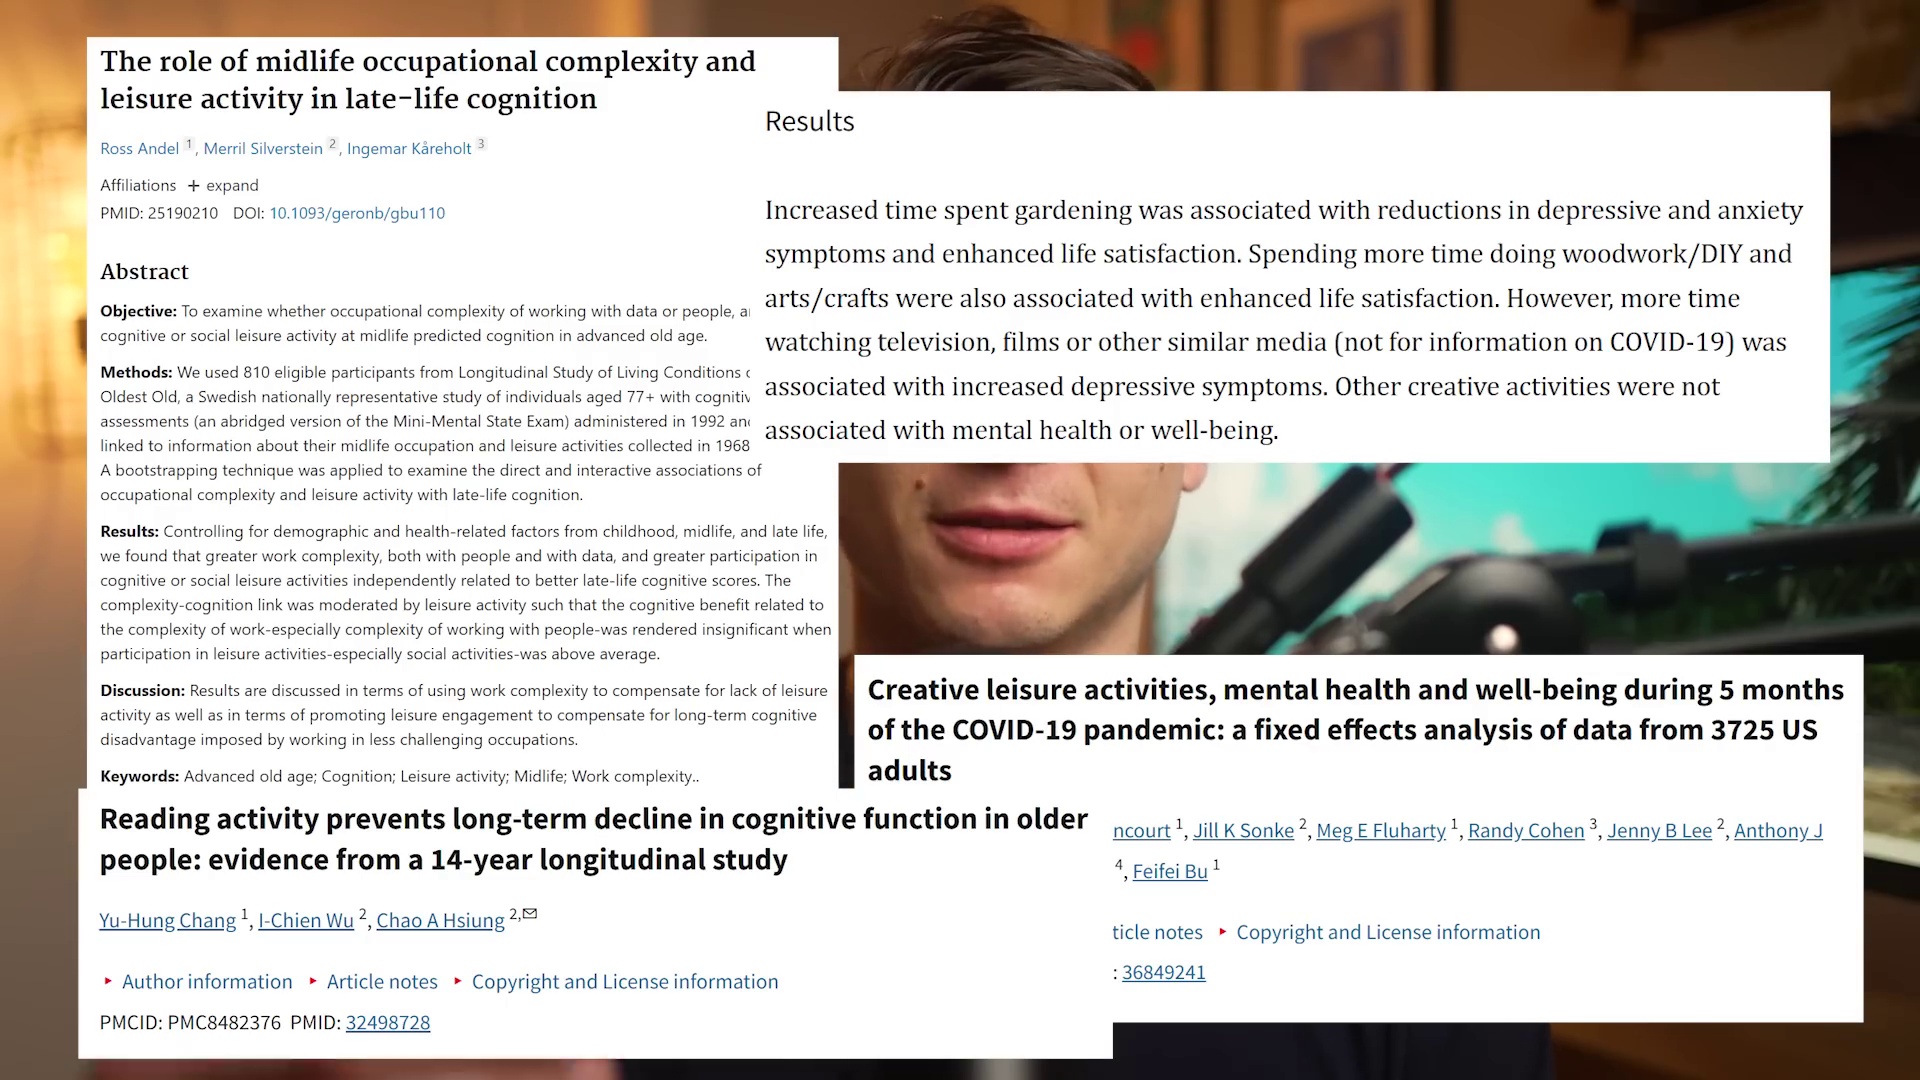 The role of midlife occupational complexity and
leisure activity in late-life cognition
Ross Andel 1, Merril Silverstein 2, Ingemar Kåreholt 3
Affiliations + expand
PMID: 25190210 DOI: 10.1093/geronb/gbu110
Abstract
Objective: To examine whether occupational complexity of working with data or people, a
cognitive or social leisure activity at midlife predicted cognition in advanced old age.
Methods: We used 810 eligible participants from Longitudinal Study of Living Conditions
Oldest Old, a Swedish nationally representative study of individuals aged 77+ with cognitiv
assessments (an abridged version of the Mini-Mental State Exam) administered in 1992 an
linked to information about their midlife occupation and leisure activities collected in 1968
A bootstrapping technique was applied to examine the direct and interactive associations of
occupational complexity and leisure activity with late-life cognition.
Results: Controlling for demographic and health-related factors from childhood, midlife, and late life,
we found that greater work complexity, both with people and with data, and greater participation in
cognitive or social leisure activities independently related to better late-life cognitive scores. The
complexity-cognition link was moderated by leisure activity such that the cognitive benefit related to
the complexity of work-especially complexity of working with people-was rendered insignificant when
participation in leisure activities-especially social activities-was above average.
Discussion: Results are discussed in terms of using work complexity to compensate for lack of leisure
activity as well as in terms of promoting leisure engagement to compensate for long-term cognitive
disadvantage imposed by working in less challenging occupations.
Keywords: Advanced old age; Cognition; Leisure activity; Midlife; Work complexity..
Results
Increased time spent gardening was associated with reductions in depressive and anxiety
symptoms and enhanced life satisfaction. Spending more time doing woodwork/DIY and
arts/crafts were also associated with enhanced life satisfaction. However, more time
watching television, films or other similar media (not for information on COVID-19) was
associated with increased depressive symptoms. Other creative activities were not
associated with mental health or well-being.
Creative leisure activities, mental health and well-being during 5 months
of the COVID-19 pandemic: a fixed effects analysis of data from 3725 US
adults
ncourt 1, Jill K Sonke 2, Meg E Fluharty 1, Randy Cohen 3, Jenny B Lee 2, Anthony J
4, Feifei Bu 1
ticle notes ▸ Copyright and License information
: 36849241
Reading activity prevents long-term decline in cognitive function in older
people: evidence from a 14-year longitudinal study
Yu-Hung Chang 1, I-Chien Wu 2, Chao A Hsiung 2,✉
▸ Author information ▸ Article notes ▸ Copyright and License information
PMCID: PMC8482376 PMID: 32498728